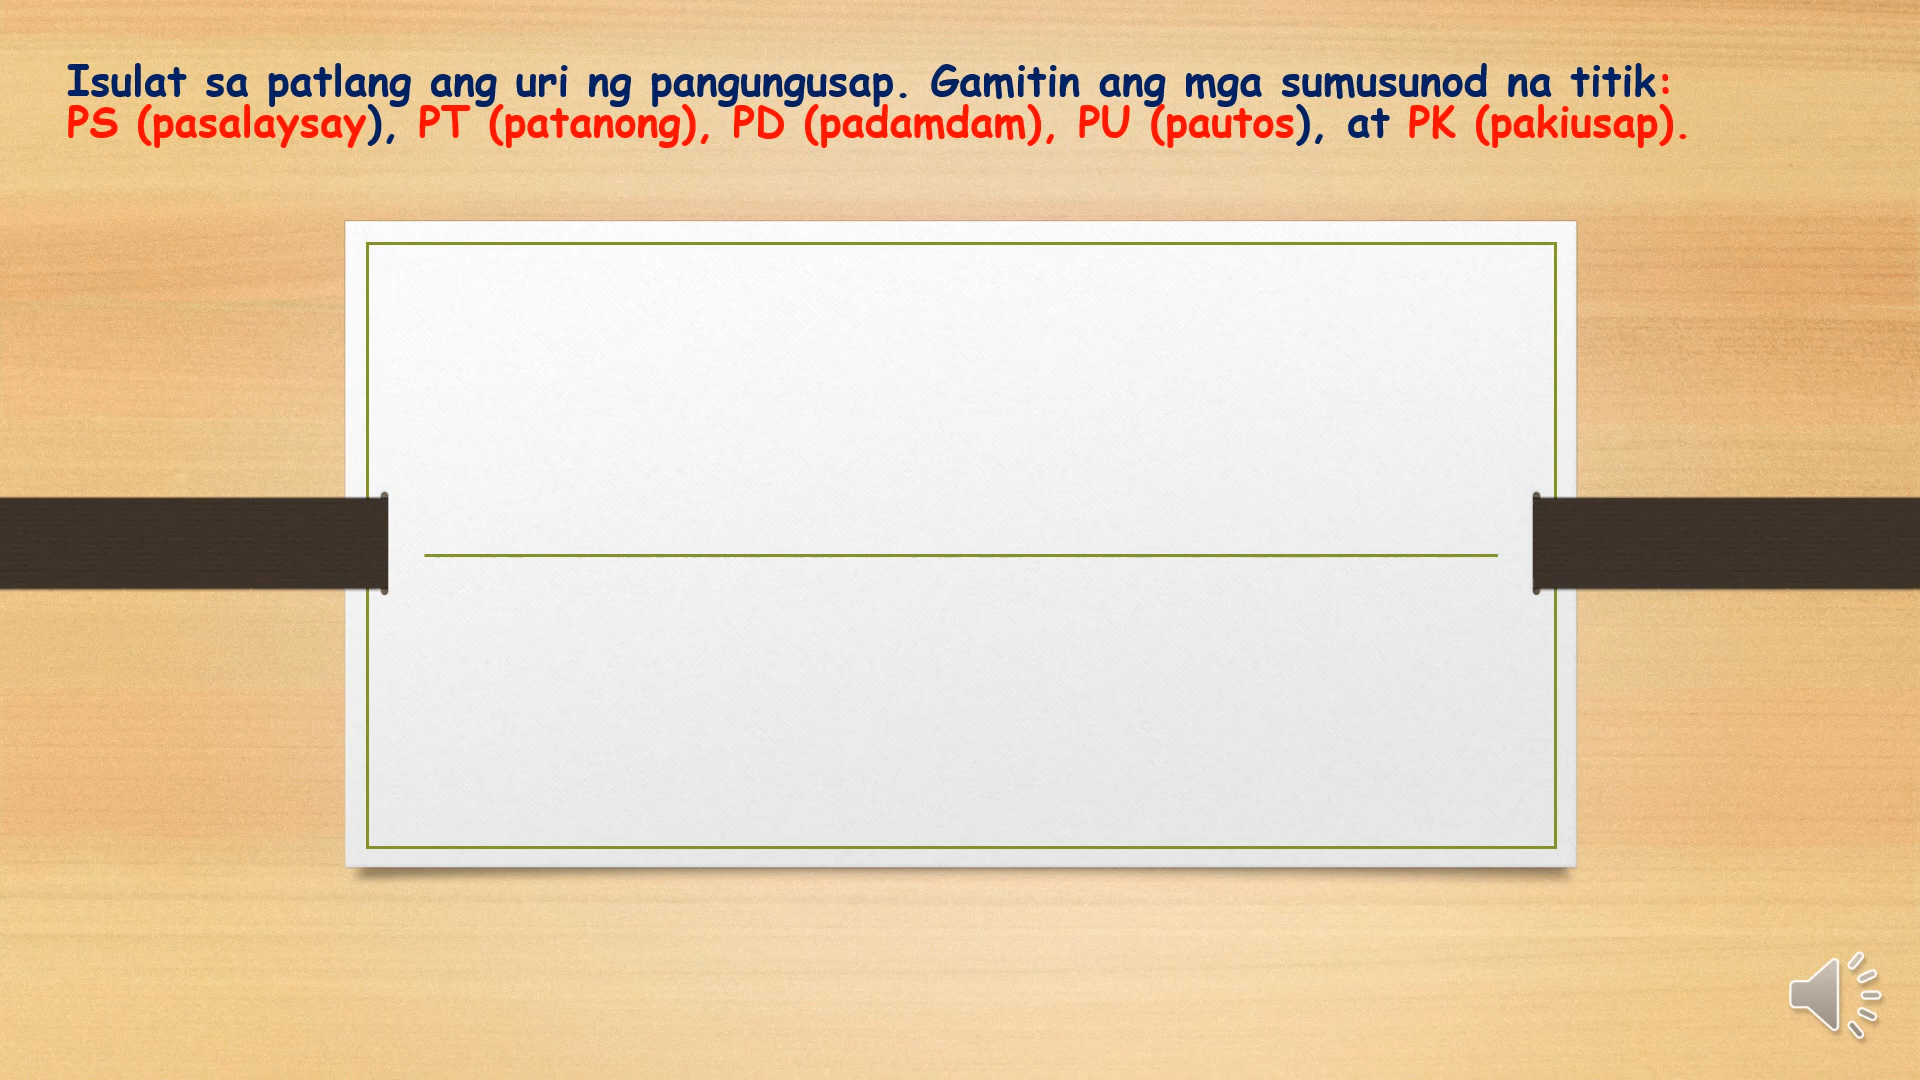 Isulat sa patlang ang uri ng pangungusap. Gamitin ang mga sumusunod na titik:
PS (pasalaysay), PT (patanong), PD (padamdam), PU (pautos), at PK (pakiusap).